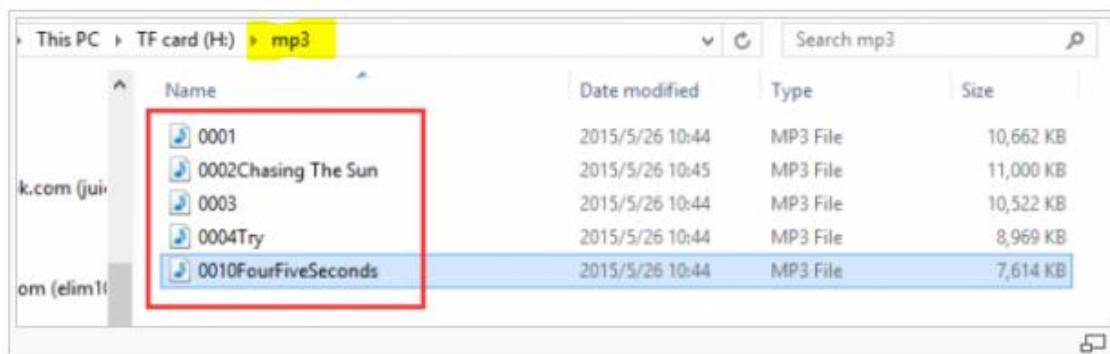 This PC ▸ TF card (H:) ▸ mp3 Search mp3
Name Date modified Type Size
0001 2015/5/26 10:44 MP3 File 10,662 KB
0002Chasing The Sun 2015/5/26 10:45 MP3 File 11,000 KB
k.com (jui
0003 2015/5/26 10:44 MP3 File 10,522 KB
0004Try 2015/5/26 10:44 MP3 File 8,969 KB
0010FourFiveSeconds 2015/5/26 10:44 MP3 File 7,614 KB
om (elim1